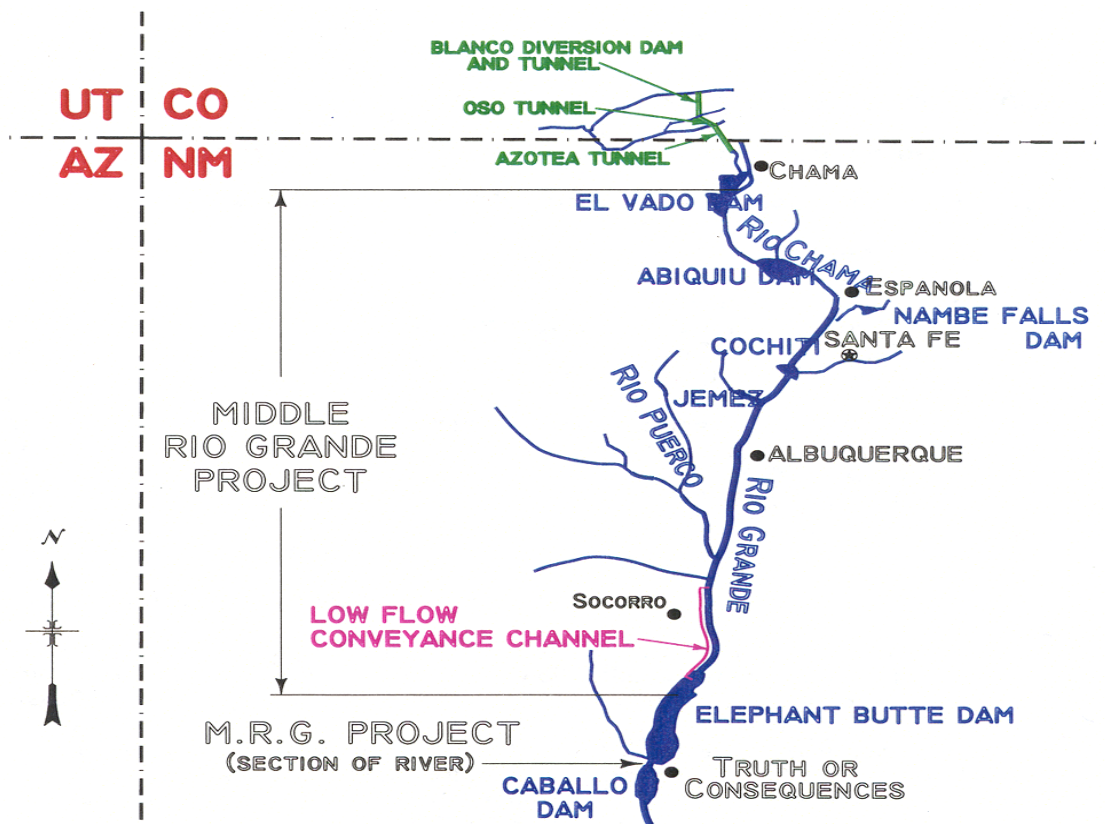 BLANCO DIVERSION DAM
AND TUNNEL
UT CO
OSO TUNNEL
AZ NM
AZOTEA TUNNEL
CHAMA
EL VADO DAM
RIO CHAMA
ABIQUIU DAM
ESPANOLA
NAMBE FALLS
DAM
SANTA FE
COCHITI
RIO PUERCO
JEMEZ
MIDDLE
RIO GRANDE
PROJECT
ALBUQUERQUE
RIO GRANDE
N
SOCORRO
LOW FLOW
CONVEYANCE CHANNEL
ELEPHANT BUTTE DAM
M.R.G. PROJECT
(SECTION OF RIVER)
TRUTH OR
CONSEQUENCES
CABALLO
DAM